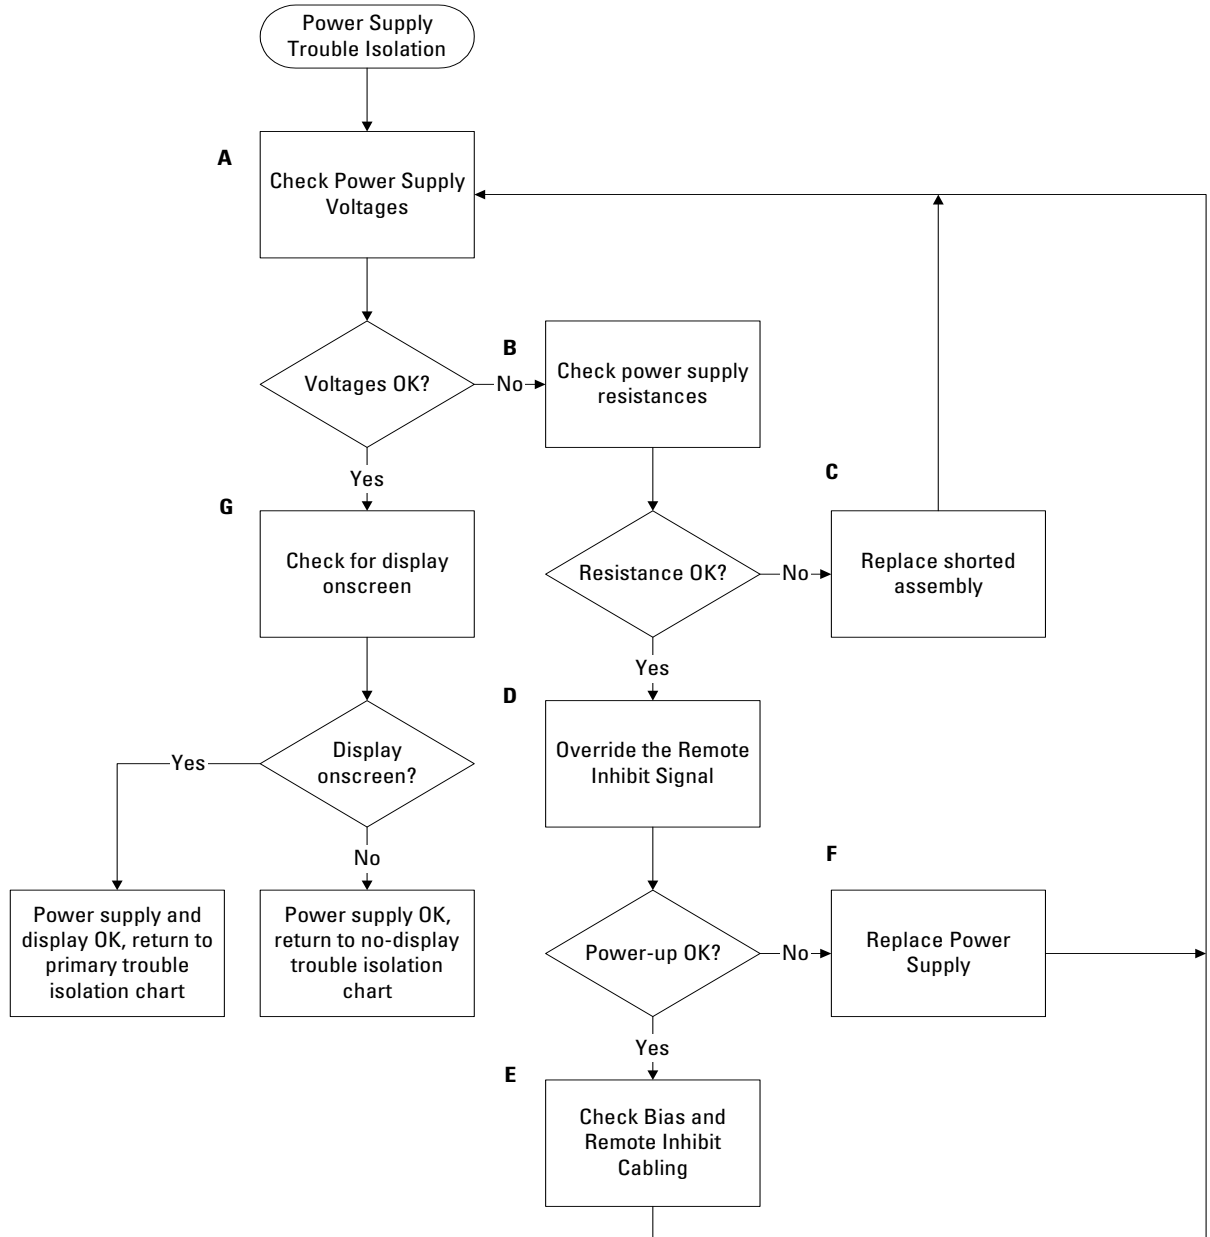 Power Supply
Trouble Isolation
A
Check Power Supply
Voltages
Voltages OK?
No
B
Check power supply
resistances
Yes
G
Check for display
onscreen
Resistance OK?
No
C
Replace shorted
assembly
Yes
D
Override the Remote
Inhibit Signal
Display
onscreen?
Yes
No
Power supply and
display OK, return to
primary trouble
isolation chart
Power supply OK,
return to no-display
trouble isolation
chart
Power-up OK?
No
F
Replace Power
Supply
Yes
E
Check Bias and
Remote Inhibit
Cabling